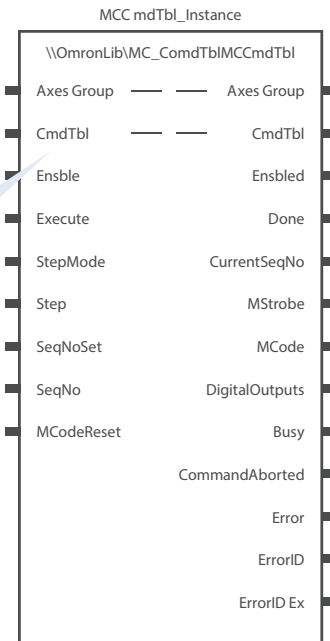 MCC mdTbl_Instance
\\OmronLib\MC_ComdTblMCCmdTbl
Axes Group Axes Group
CmdTbl CmdTbl
Ensble Ensbled
Execute Done
StepMode CurrentSeqNo
Step MStrobe
SeqNoSet MCode
SeqNo DigitalOutputs
MCodeReset Busy
CommandAborted
Error
ErrorID
ErrorID Ex